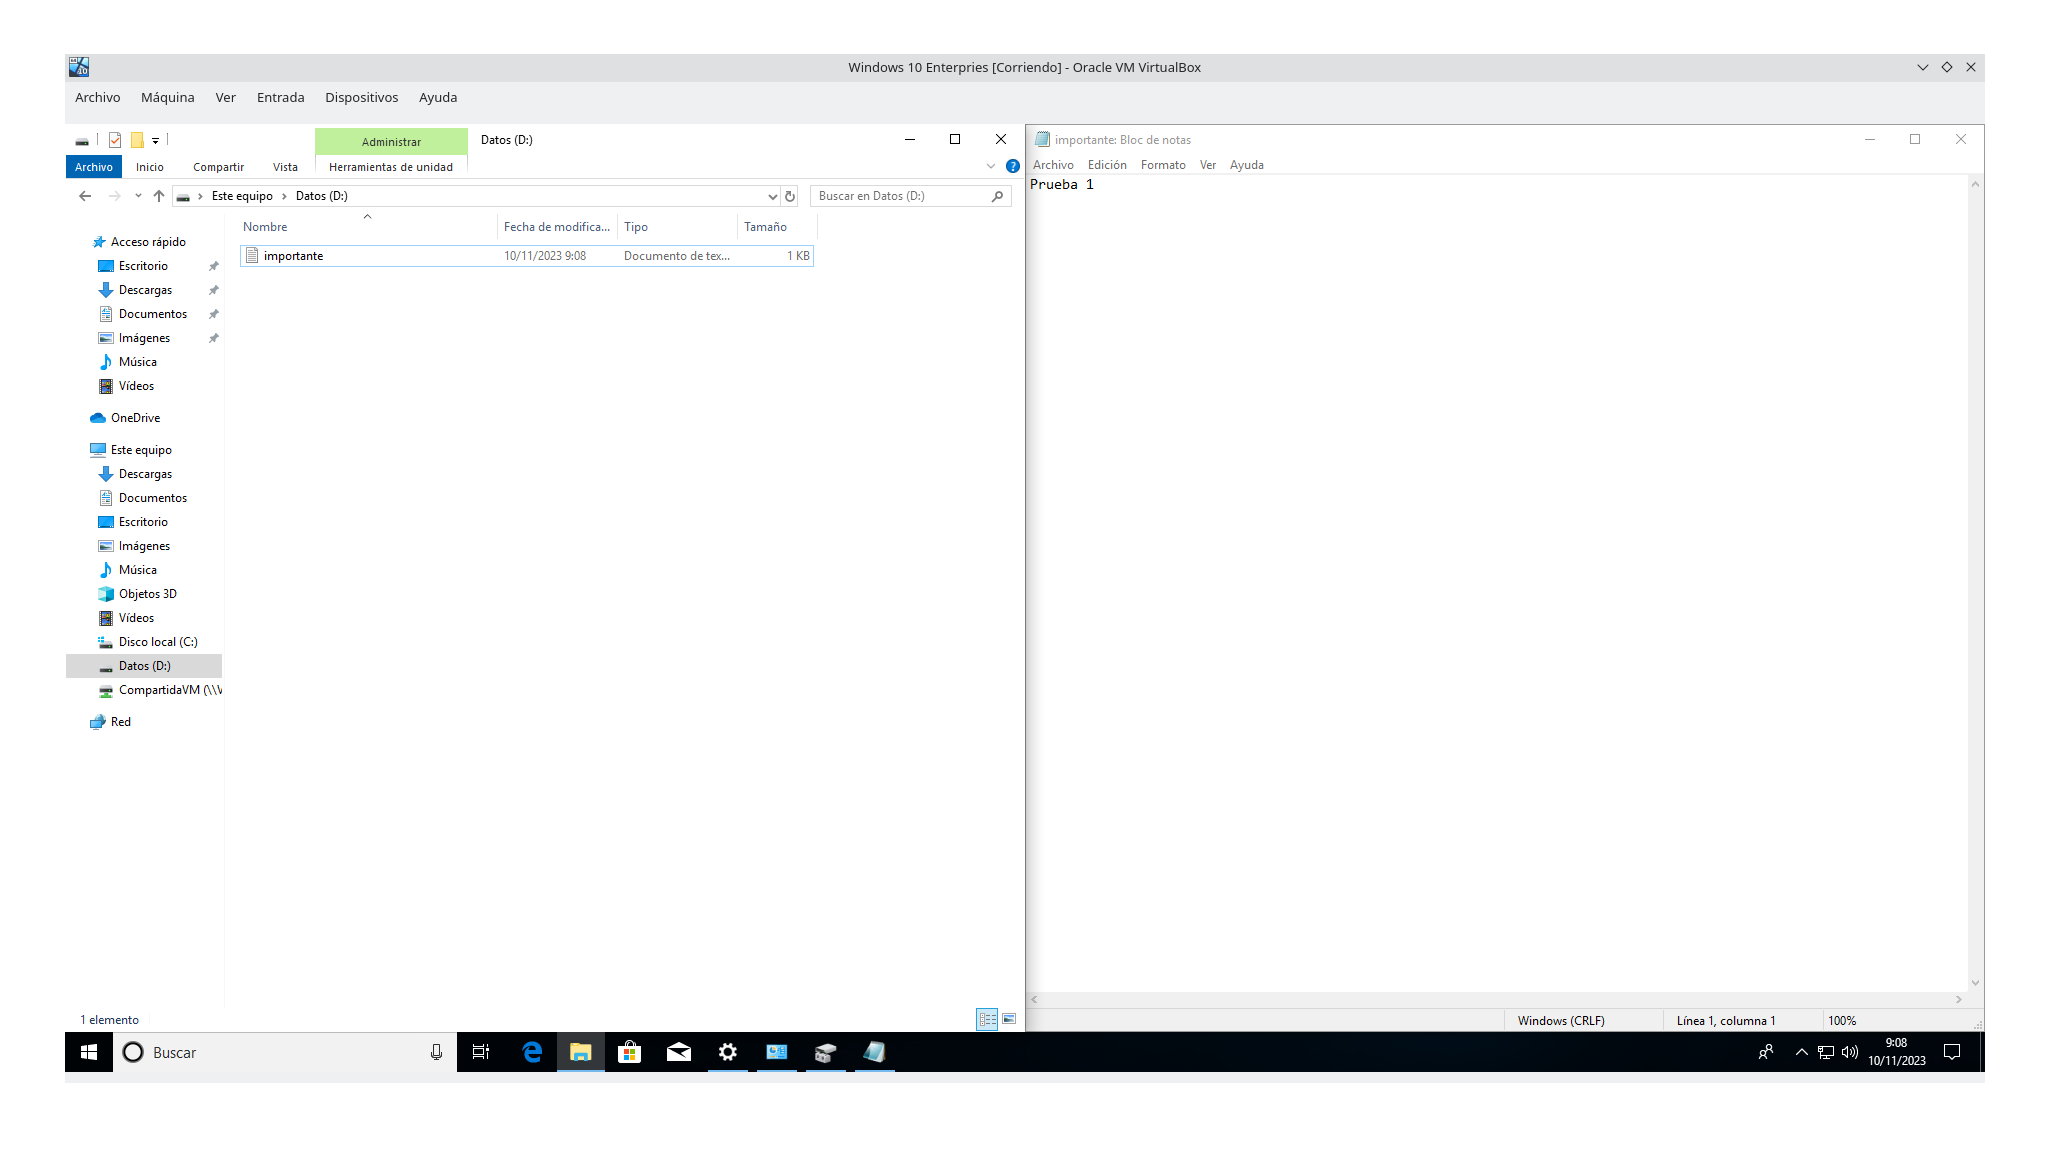 Windows 10 Enterpries [Corriendo] - Oracle VM VirtualBox
Archivo Máquina Ver Entrada Dispositivos Ayuda
Administrar Datos (D:)
Archivo Inicio Compartir Vista Herramientas de unidad
Este equipo Datos (D:) Buscar en Datos (D:)
Nombre Fecha de modifica... Tipo Tamaño
importante 10/11/2023 9:08 Documento de tex... 1 KB
Acceso rápido
Escritorio
Descargas
Documentos
Imágenes
Música
Vídeos
OneDrive
Este equipo
Descargas
Documentos
Escritorio
Imágenes
Música
Objetos 3D
Vídeos
Disco local (C:)
Datos (D:)
CompartidaVM (\\V
Red
1 elemento
importante: Bloc de notas
Archivo Edición Formato Ver Ayuda
Prueba 1
Windows (CRLF) Línea 1, columna 1 100%
Buscar
9:08
10/11/2023